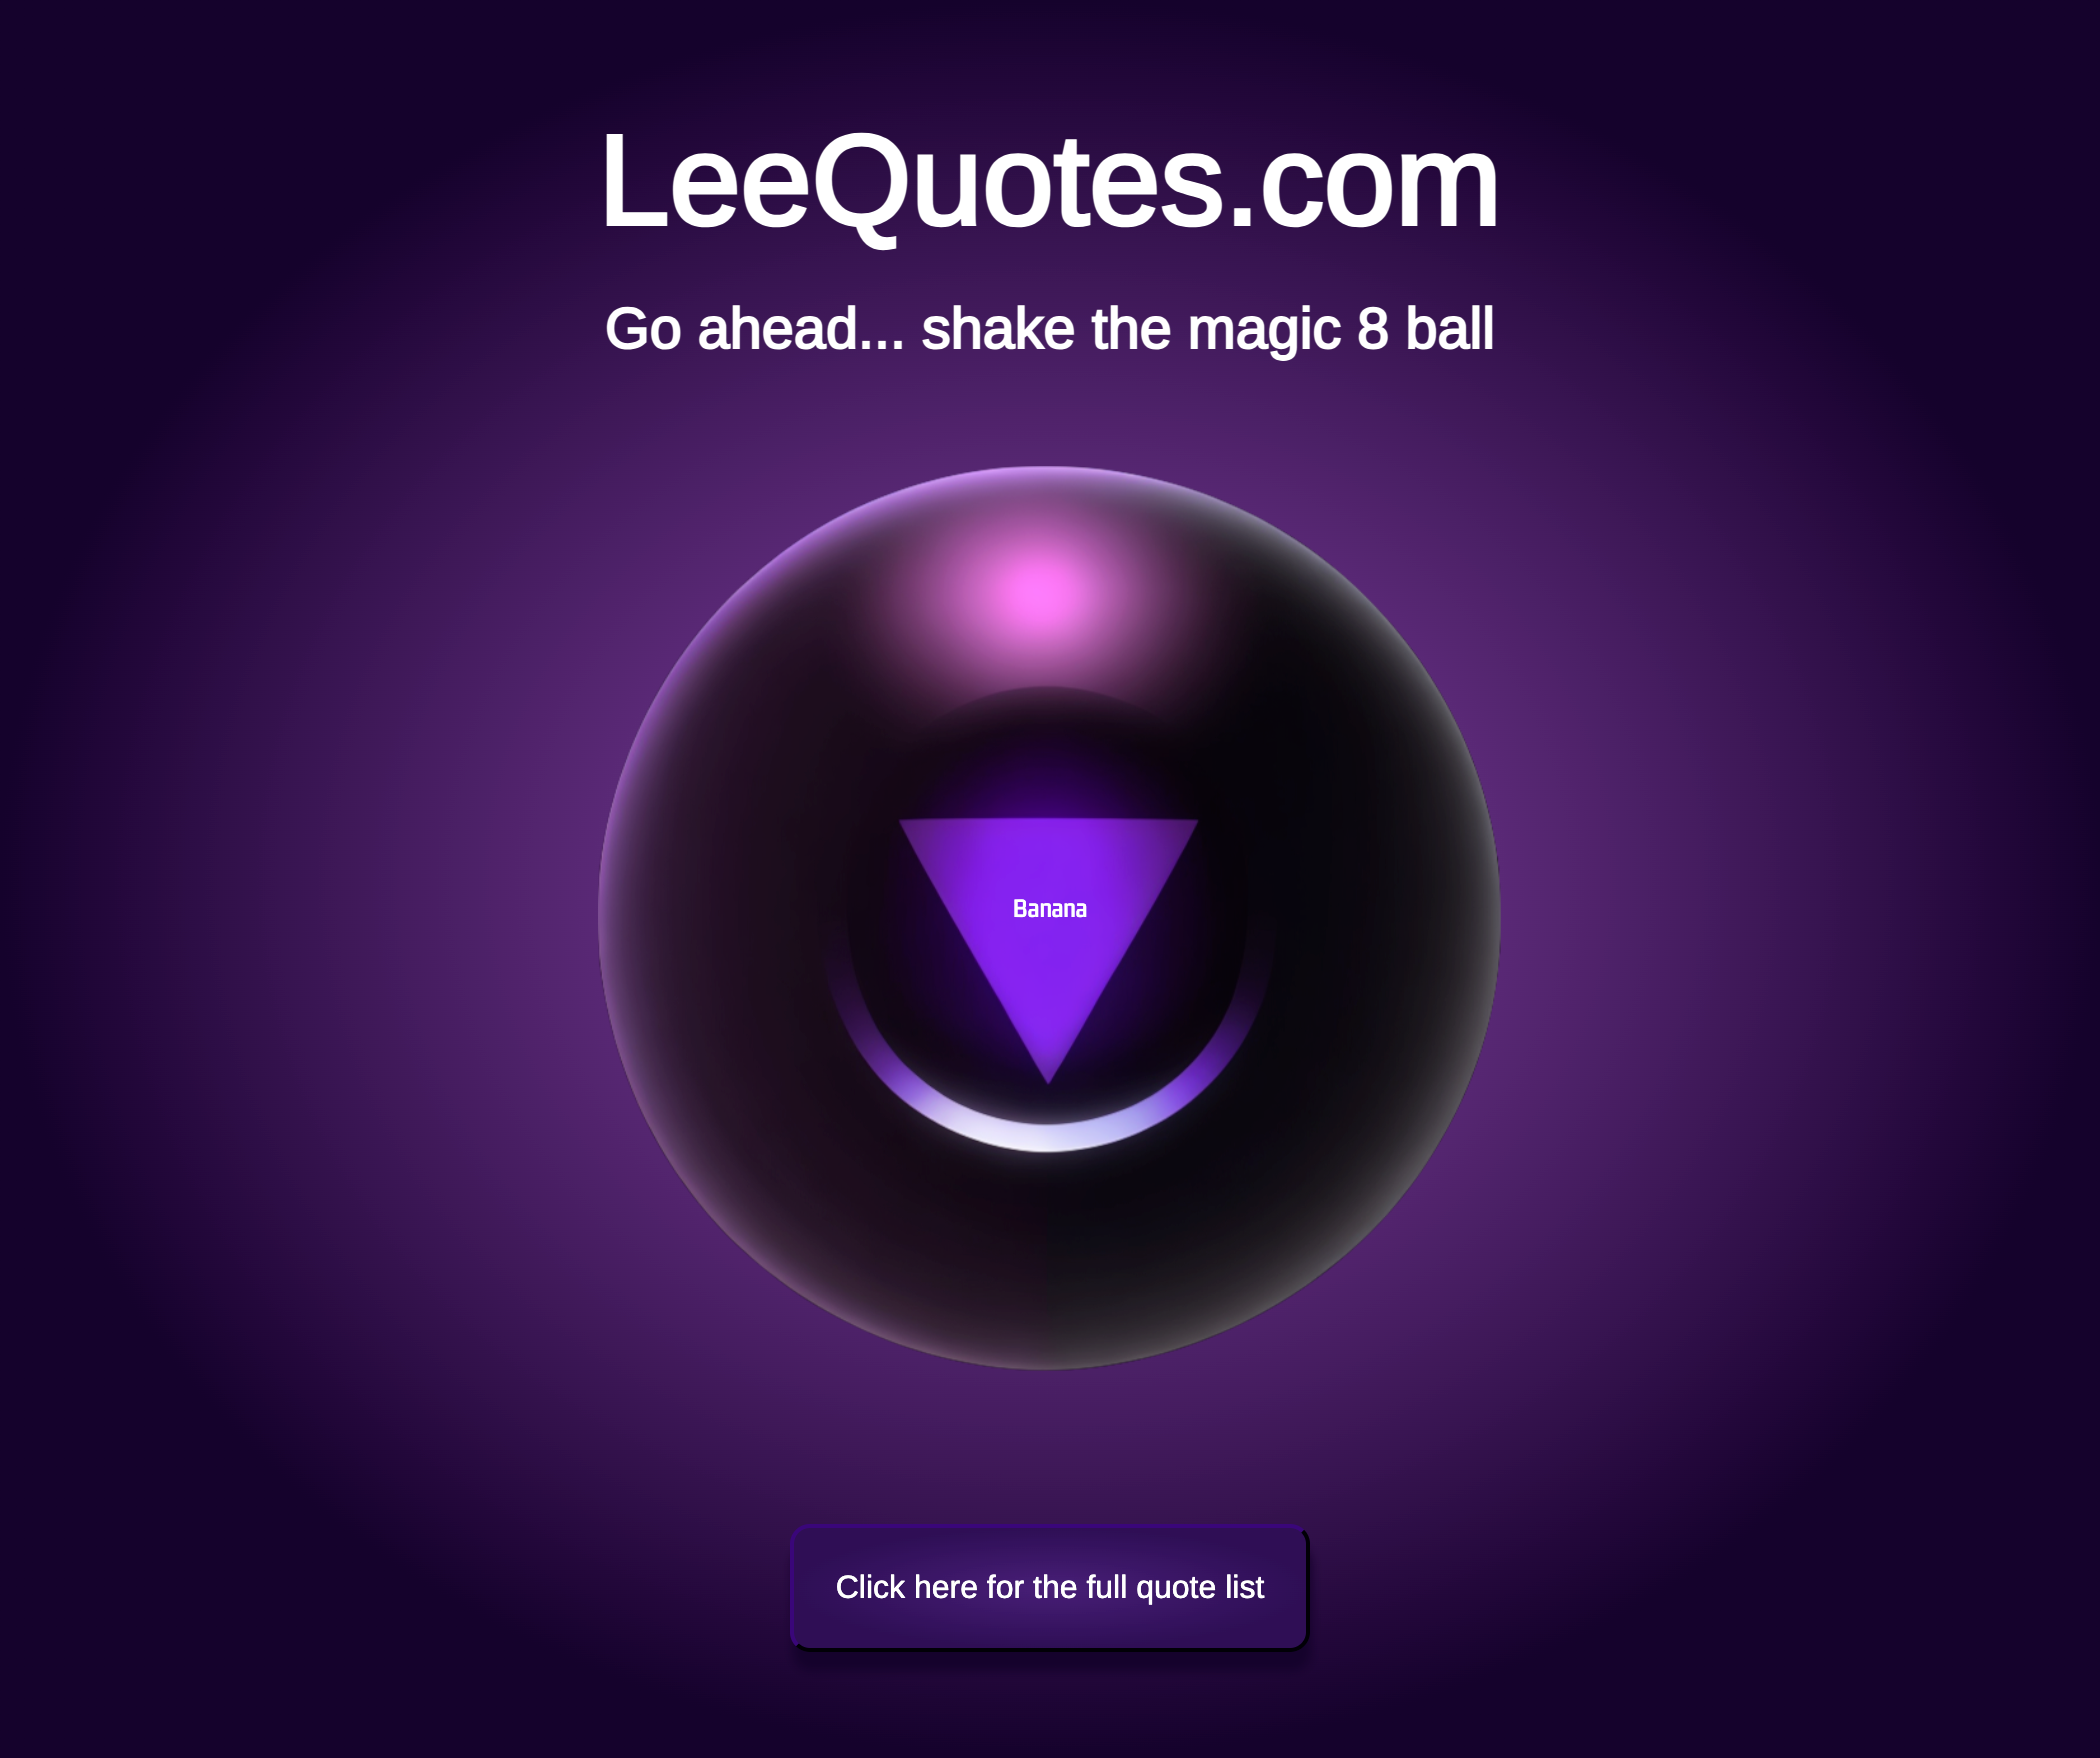 LeeQuotes.com
Go ahead... shake the magic 8 ball
Banana
Click here for the full quote list